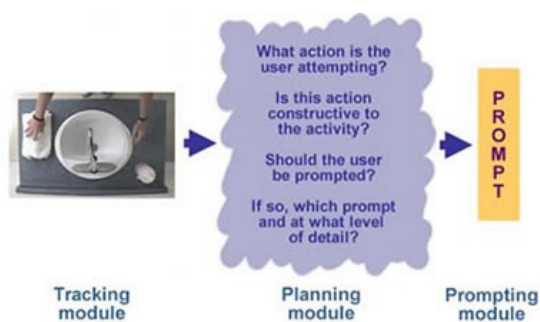 What action is the
user attempting?
Is this action
constructive to
the activity?
Should the user
be prompted?
If so, which prompt
and at what level
of detail?
PROMPT
Tracking
module
Planning
module
Prompting
module